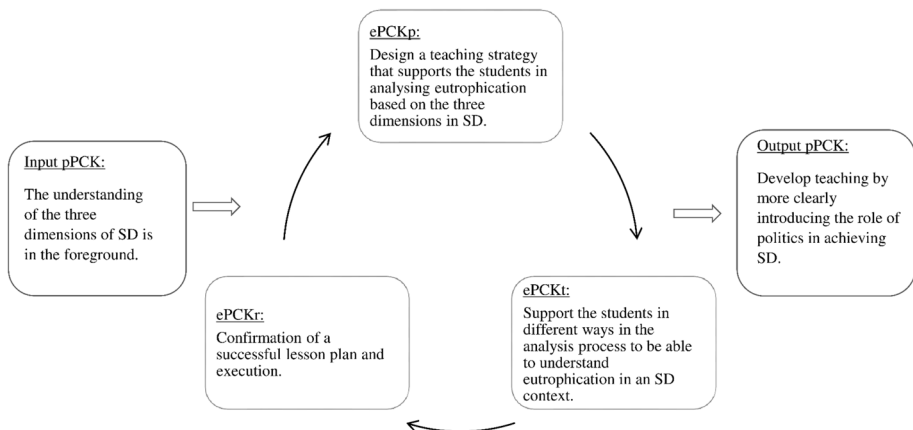 ePCKp:
Design a teaching strategy
that supports the students in
analysing eutrophication
based on the three
dimensions in SD.
Input pPCK:
The understanding
of the three
dimensions of SD is
in the foreground.
Output pPCK:
Develop teaching by
more clearly
introducing the role of
politics in achieving
SD.
ePCKr:
Confirmation of a
successful lesson plan and
execution.
ePCKt:
Support the students in
different ways in the
analysis process to be able
to understand
eutrophication in an SD
context.